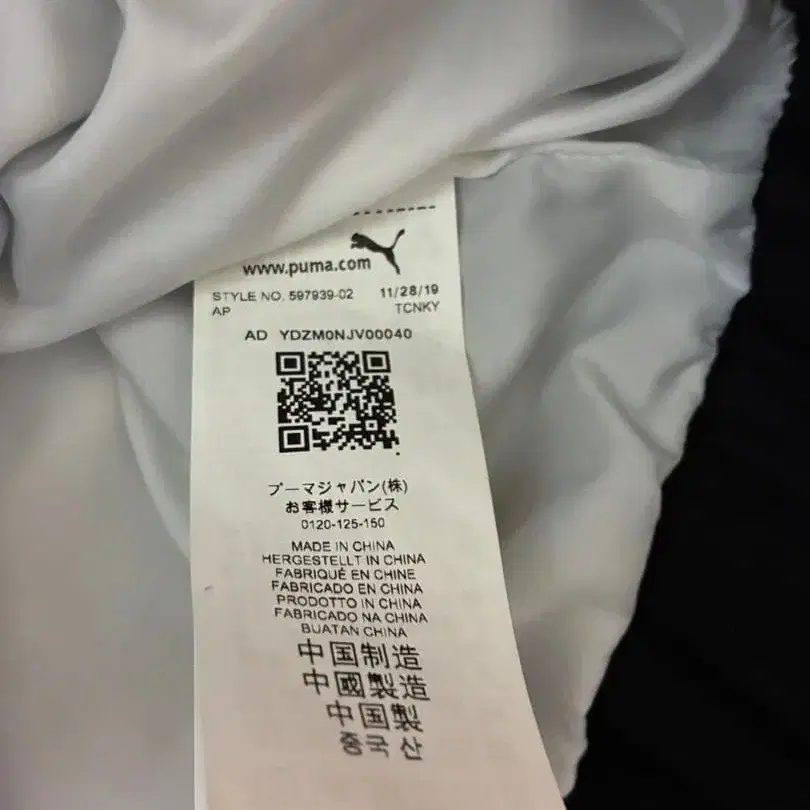 www.puma.com
STYLE NO. 597939-02 11/28/19
AP TCNKY
AD YDZM0NJV00040
プーマジャパン(株)
お客様サービス
0120-125-150
MADE IN CHINA
HERGESTELLT IN CHINA
FABRIQUÉ EN CHINE
FABRICADO EN CHINA
PRODOTTO IN CHINA
FABRICADO NA CHINA
BUATAN CHINA
中国制造
中國製造
中国製
중국 산